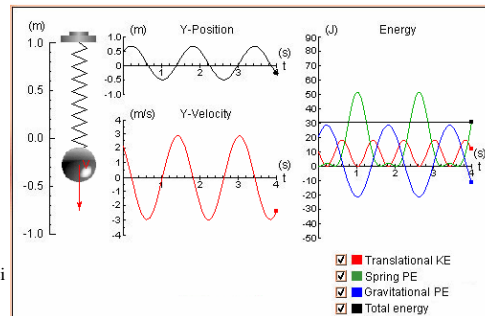 (m)
1.0
0.5
0.0
-0.5
-1.0
v
(m) Y-Position
1.0
0.5
0.0
-0.5
-1.0
1 2 3 4
(s)
t
(m/s) Y-Velocity
4
3
2
1
0
-1
-2
-3
-4
1 2 3 4
(s)
t
(J) Energy
90
80
70
60
50
40
30
20
10
0
-10
-20
-30
-40
-50
1 2 3 4
(s)
t
Translational KE
Spring PE
Gravitational PE
Total energy
i